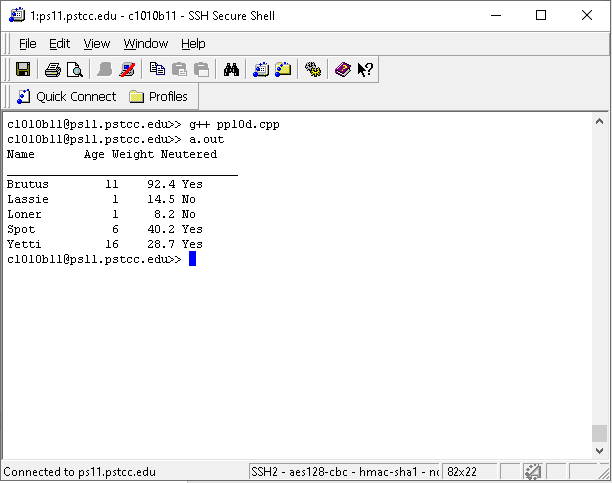 1:ps11.pstcc.edu - c1010b11 - SSH Secure Shell
File Edit View Window Help
Quick Connect Profiles
c1010b11@ps11.pstcc.edu>> g++ pp10d.cpp
c1010b11@ps11.pstcc.edu>> a.out
Name       Age Weight Neutered
_________________________________
Brutus        11    92.4 Yes
Lassie         1    14.5 No
Loner          1     8.2 No
Spot           6    40.2 Yes
Yetti         16    28.7 Yes
c1010b11@ps11.pstcc.edu>>
Connected to ps11.pstcc.edu SSH2 - aes128-cbc - hmac-sha1 - 82x22